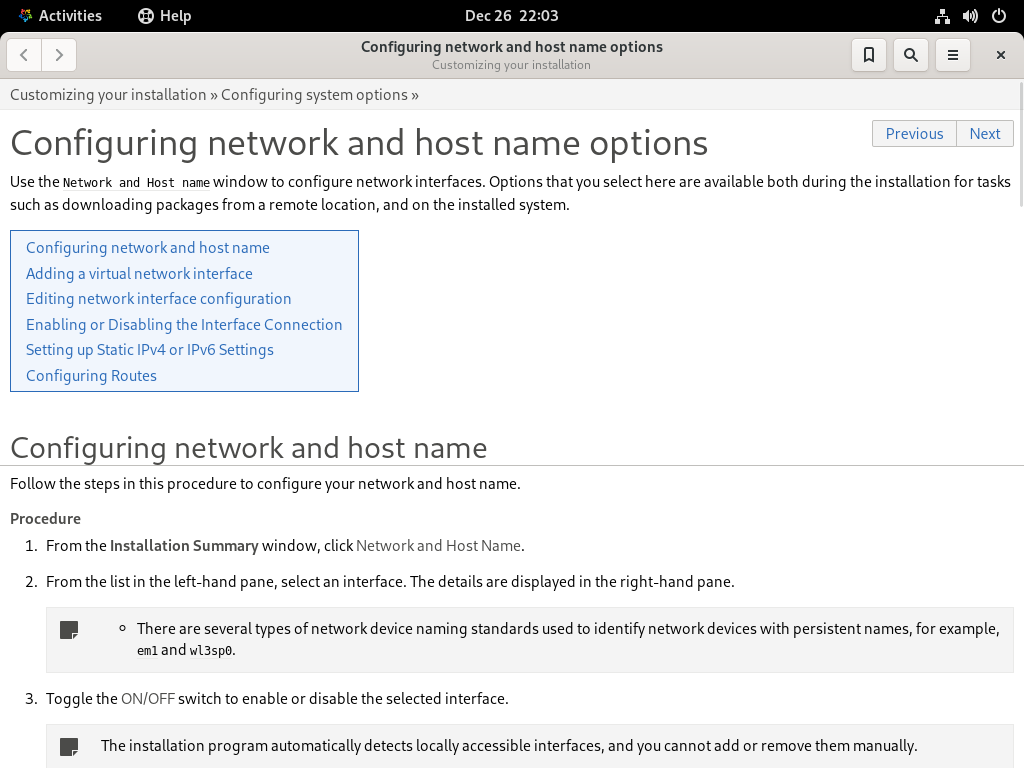 Activities Help Dec 26 22:03
Configuring network and host name options
Customizing your installation
Customizing your installation » Configuring system options »
Configuring network and host name options
Previous Next
Use the Network and Host name window to configure network interfaces. Options that you select here are available both during the installation for tasks
such as downloading packages from a remote location, and on the installed system.
Configuring network and host name
Adding a virtual network interface
Editing network interface configuration
Enabling or Disabling the Interface Connection
Setting up Static IPv4 or IPv6 Settings
Configuring Routes
Configuring network and host name
Follow the steps in this procedure to configure your network and host name.
Procedure
1. From the Installation Summary window, click Network and Host Name.
2. From the list in the left-hand pane, select an interface. The details are displayed in the right-hand pane.
There are several types of network device naming standards used to identify network devices with persistent names, for example,
em1 and wl3sp0.
3. Toggle the ON/OFF switch to enable or disable the selected interface.
The installation program automatically detects locally accessible interfaces, and you cannot add or remove them manually.